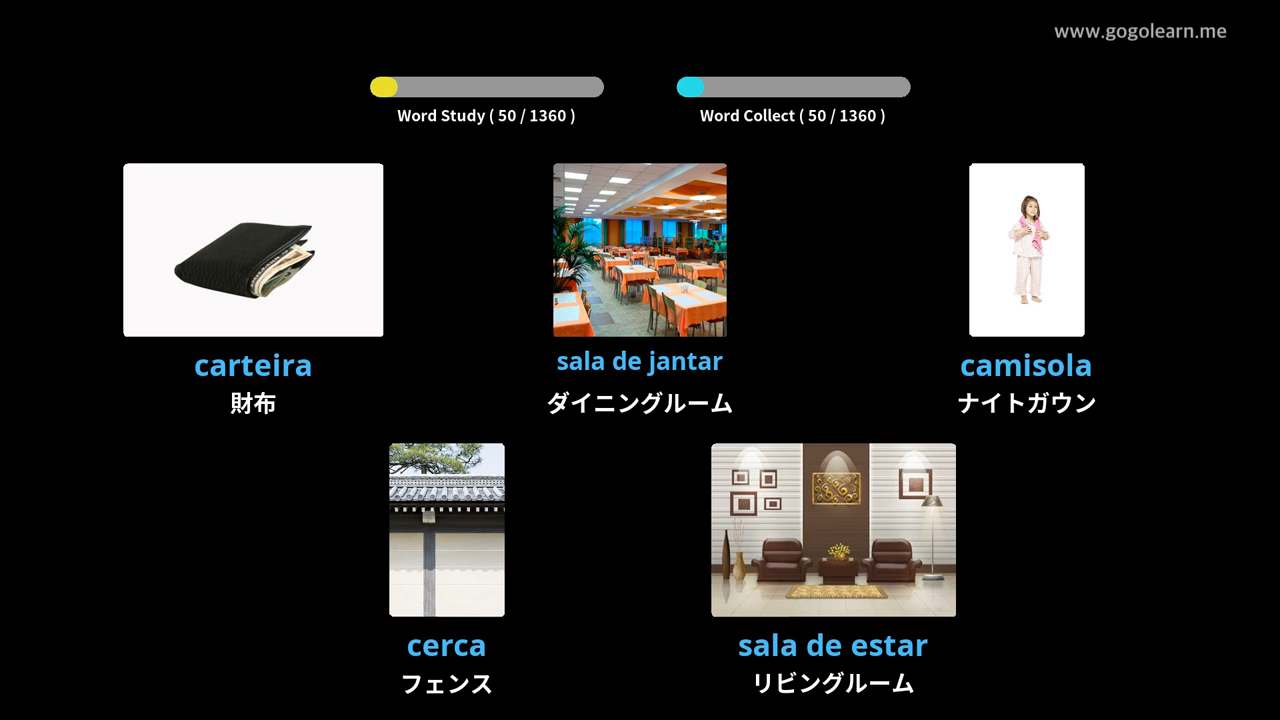 www.gogolearn.me
Word Study ( 50 / 1360 )
Word Collect ( 50 / 1360 )
carteira
財布
sala de jantar
ダイニングルーム
camisola
ナイトガウン
cerca
フェンス
sala de estar
リビングルーム